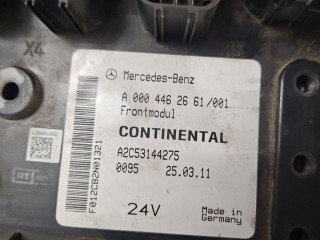 X4
Mercedes-Benz
A 000 446 26 61/001
Frontmodul
CONTINENTAL
A2C53144275
0095 25.03.11
F012CB2N01321
24V
Made in
Germany